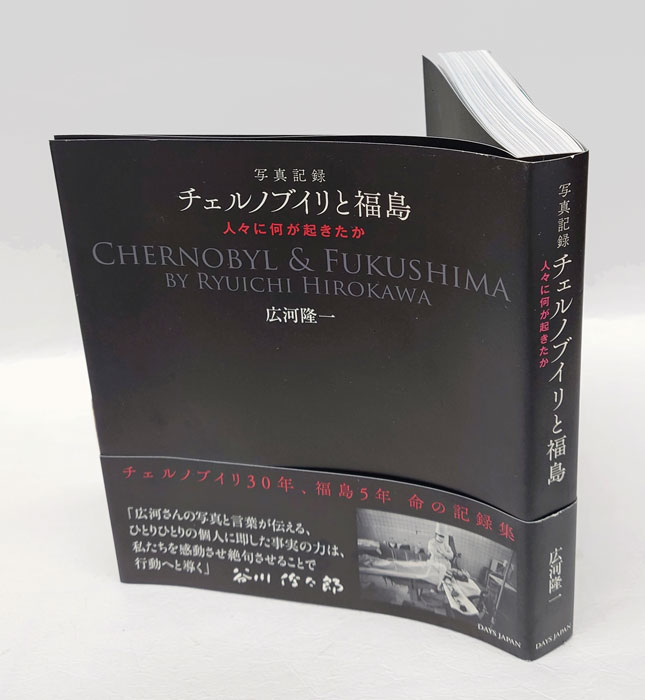 写真記録
チェルノブイリと福島
人々に何が起きたか
CHERNOBYL & FUKUSHIMA
BY RYUICHI HIROKAWA
広河隆一
チェルノブイリ30年、福島5年 命の記録集
「広河さんの写真と言葉が伝える、
ひとりひとりの個人に即した事実の力は、
私たちを感動させ絶句させることで
行動へと導く」
谷川俊太郎
DAYS JAPAN
写真記録
チェルノブイリと福島
人々に何が起きたか
広河隆一
DAYS JAPAN